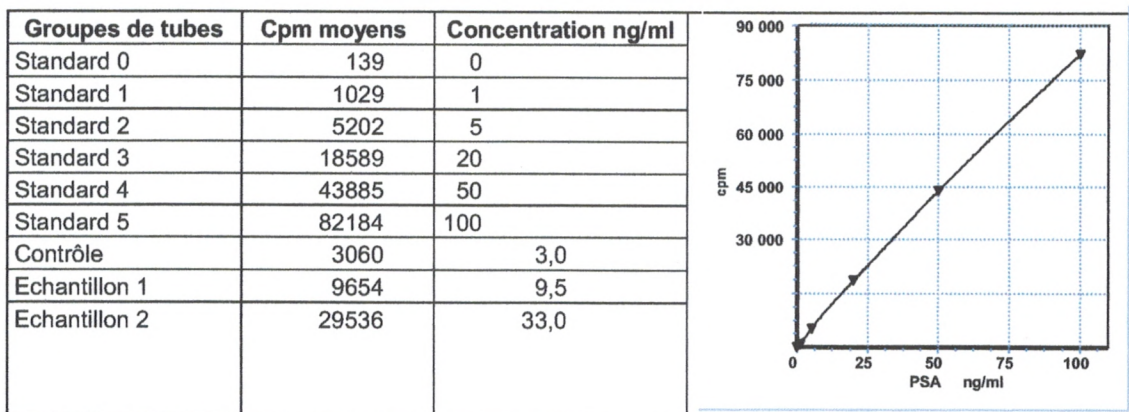 Groupes de tubes Cpm moyens Concentration ng/ml
Standard 0 139 0
Standard 1 1029 1
Standard 2 5202 5
Standard 3 18589 20
Standard 4 43885 50
Standard 5 82184 100
Contrôle 3060 3,0
Echantillon 1 9654 9,5
Echantillon 2 29536 33,0
90 000
75 000
60 000
45 000
30 000
cpm
0 25 50 75 100
PSA ng/ml